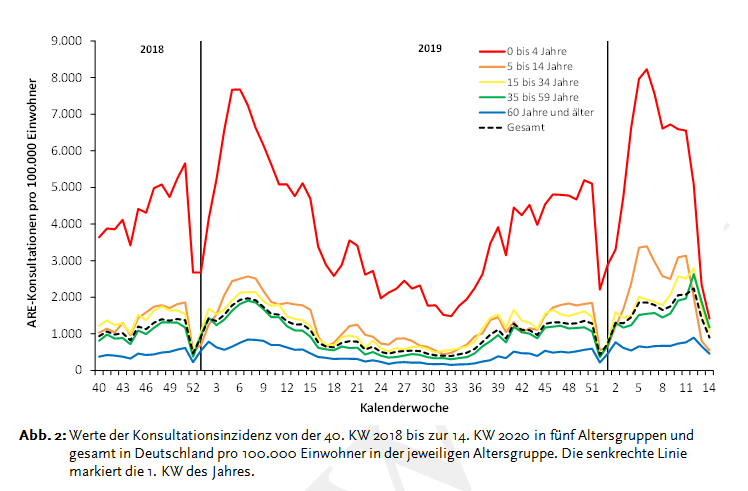 9.000
8.000
7.000
6.000
5.000
4.000
3.000
2.000
1.000
0
ARE-Konsultationen pro 100.000 Einwohner
2018
2019
0 bis 4 Jahre
5 bis 14 Jahre
15 bis 34 Jahre
35 bis 59 Jahre
60 Jahre und älter
Gesamt
40 43 46 49 52 3 6 9 12 15 18 21 24 27 30 33 36 39 42 45 48 51 2 5 8 11 14
Kalenderwoche
Abb. 2: Werte der Konsultationsinzidenz von der 40. KW 2018 bis zur 14. KW 2020 in fünf Altersgruppen und
gesamt in Deutschland pro 100.000 Einwohner in der jeweiligen Altersgruppe. Die senkrechte Linie
markiert die 1. KW des Jahres.